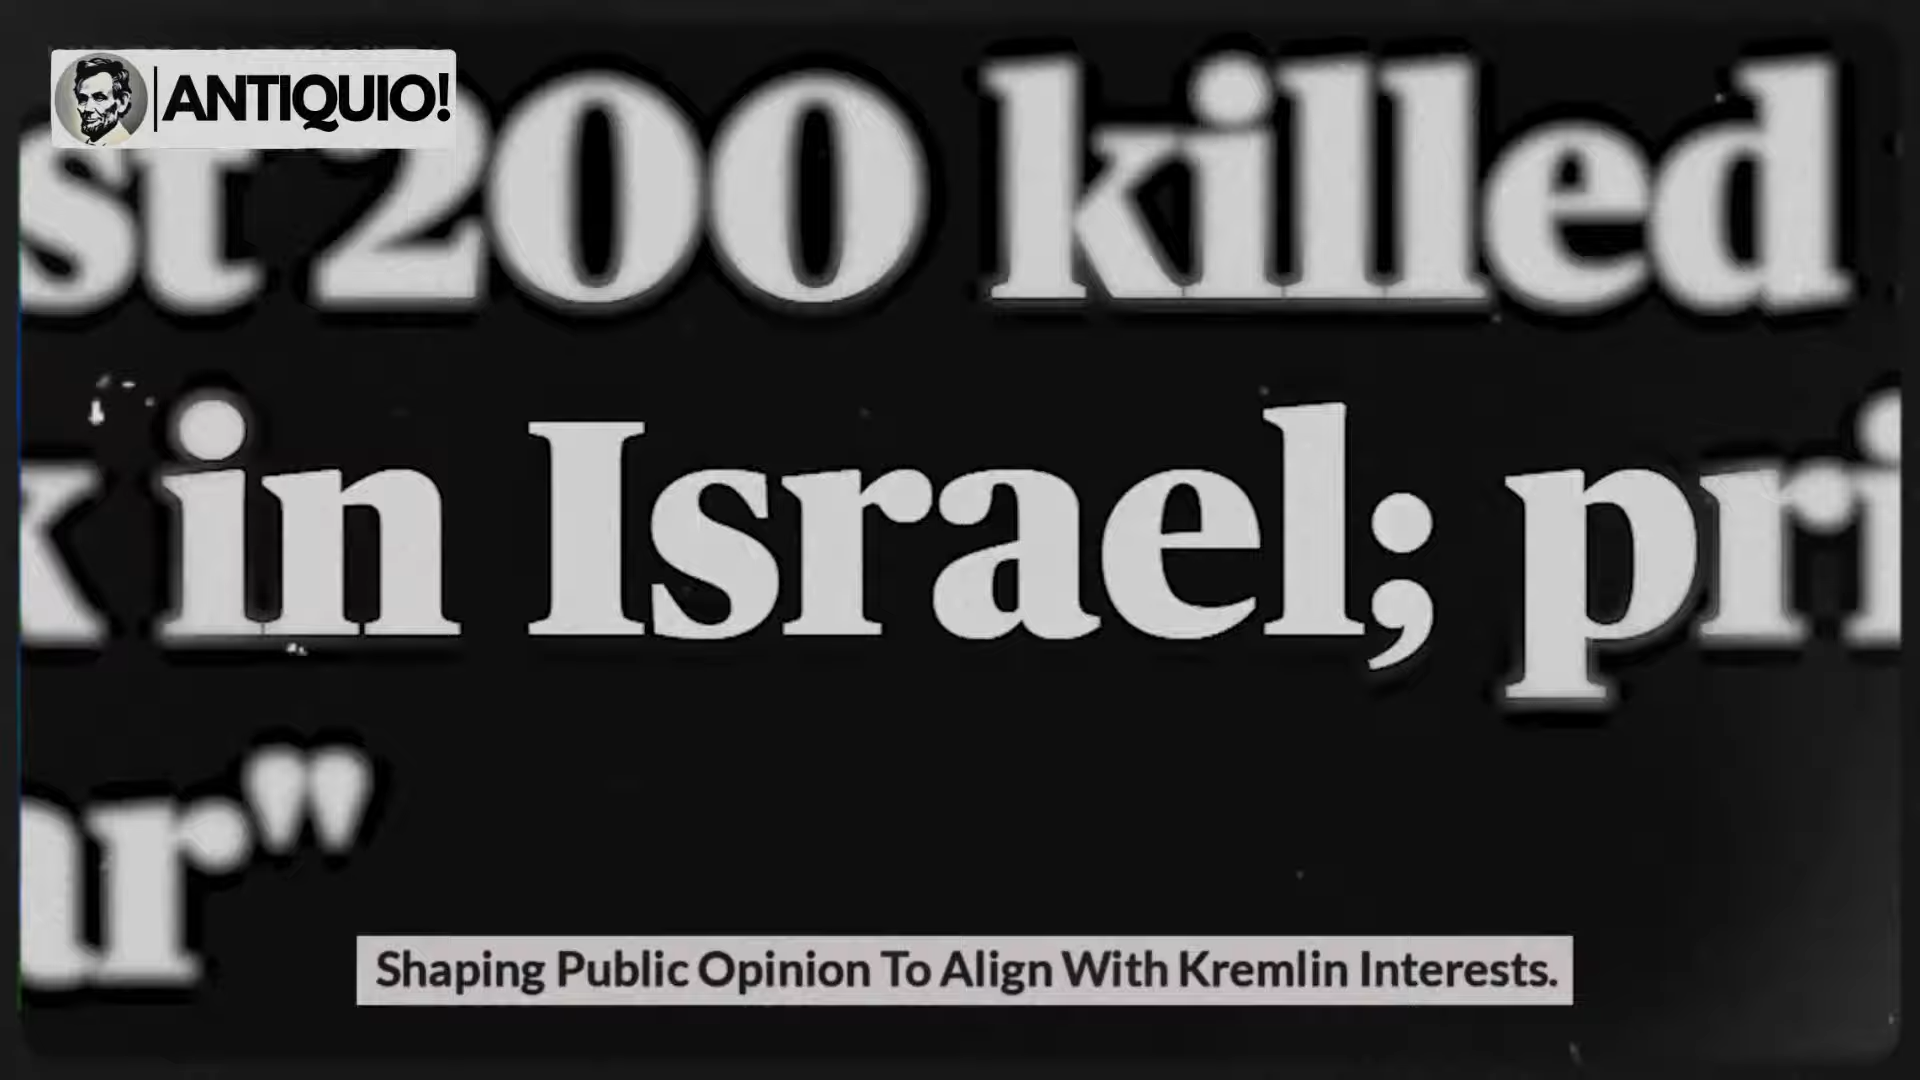 ANTIQUIO!
st 200 killed
in Israel; pri
ar"
Shaping Public Opinion To Align With Kremlin Interests.